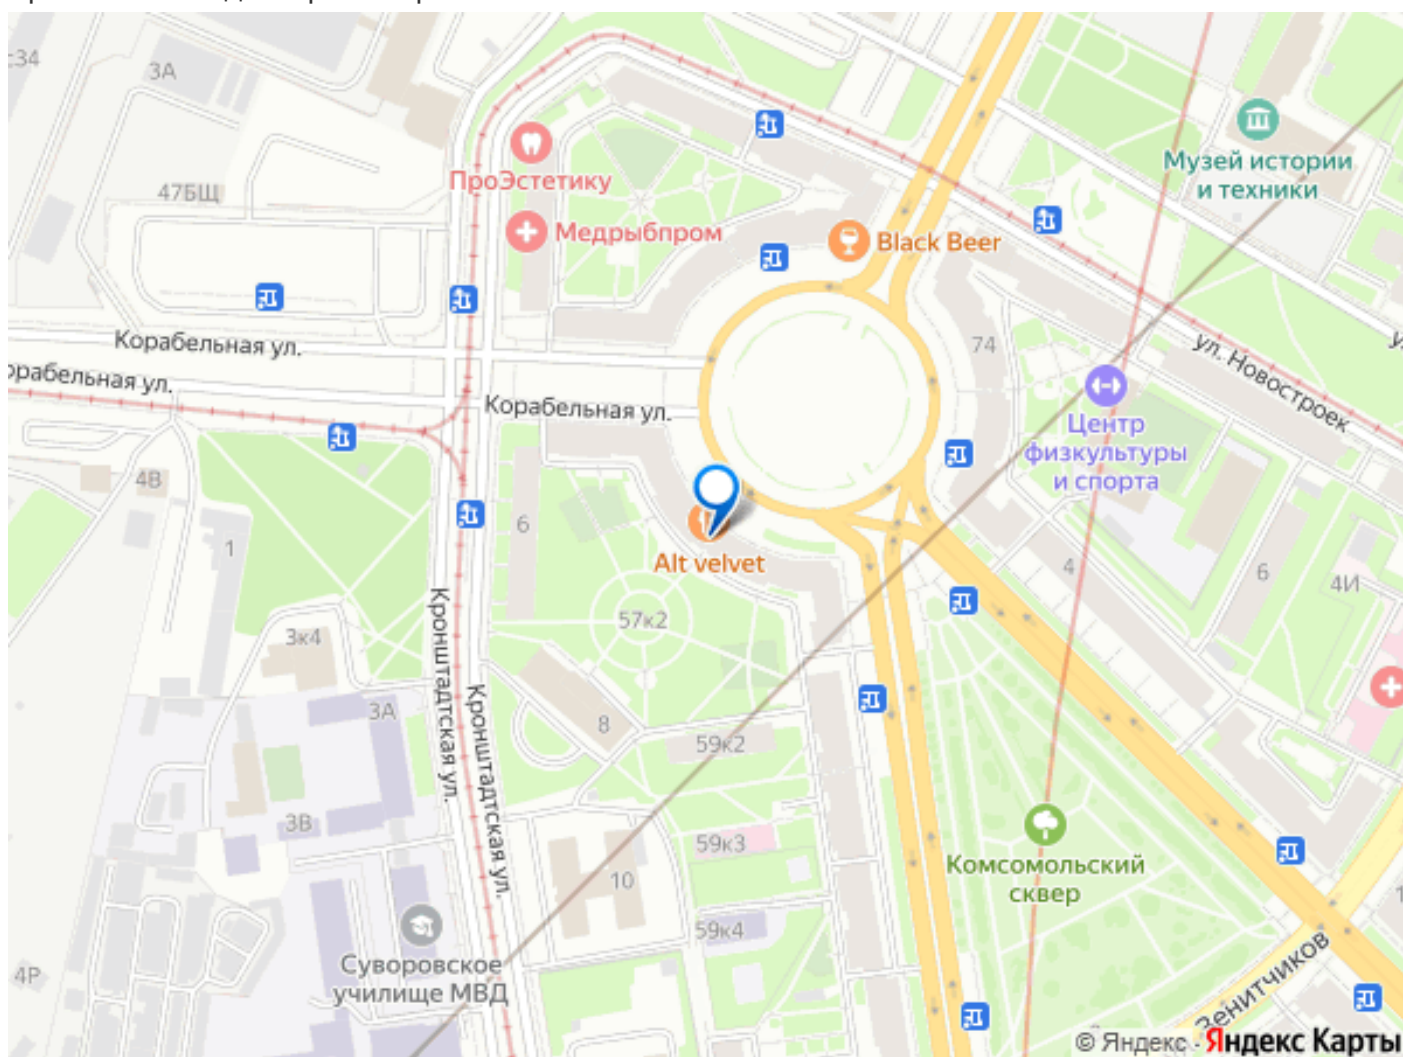 34
3А
ПроЭстетику
Музей истории
и техники
47БЩ
Медрыбпром
Black Beer
Корабельная ул.
74
ул. Новостроек
орабельная ул.
Корабельная ул.
Центр
физкультуры
и спорта
4В
6
1
Alt velvet
4
6
4И
57к2
3к4
Кронштадтская ул.
Кронштадтская ул.
3А
8
59к2
3В
59к3
Комсомольский
сквер
10
59к4
Суворовское
училище МВД
4Р
Зенитчиков
© Яндекс - Яндекс Карты